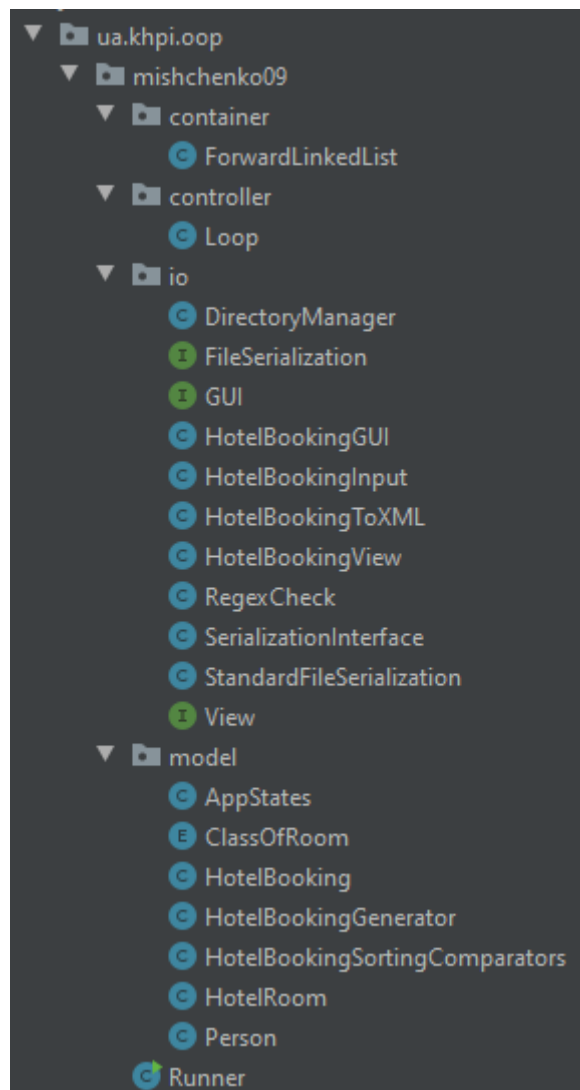 ua.khpi.oop
mishchenko09
container
C ForwardLinkedList
controller
C Loop
io
C DirectoryManager
I FileSerialization
I GUI
C HotelBookingGUI
C HotelBookingInput
C HotelBookingToXML
C HotelBookingView
C RegexCheck
C SerializationInterface
C StandardFileSerialization
I View
model
C AppStates
E ClassOfRoom
C HotelBooking
C HotelBookingGenerator
C HotelBookingSortingComparators
C HotelRoom
C Person
C Runner